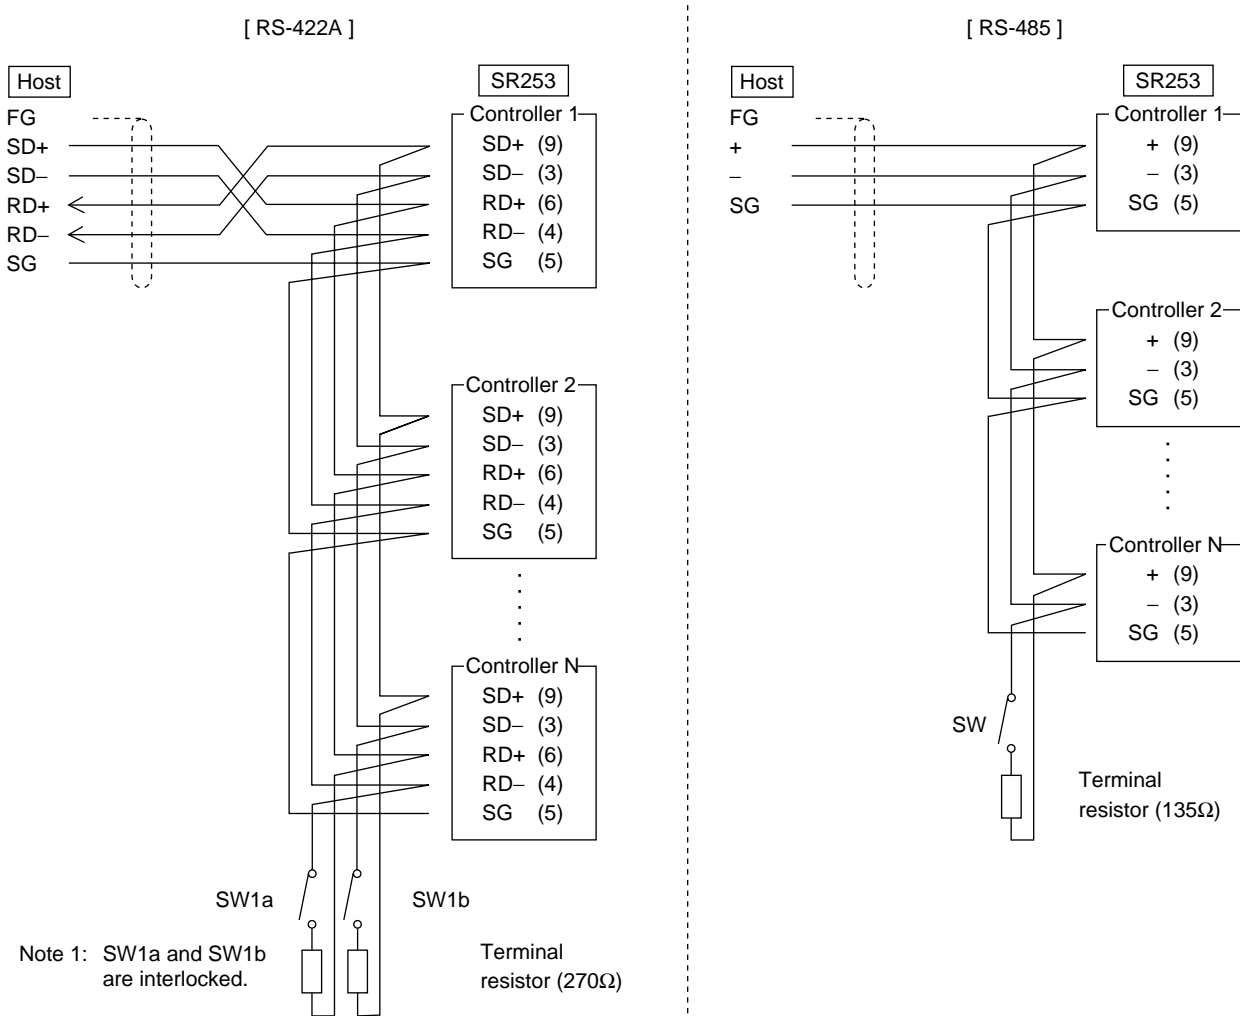 [ RS-422A ]
Host
SR253
FG
SD+
SD–
RD+
RD–
SG
Controller 1
SD+ (9)
SD– (3)
RD+ (6)
RD– (4)
SG (5)
Controller 2
SD+ (9)
SD– (3)
RD+ (6)
RD– (4)
SG (5)
Controller N
SD+ (9)
SD– (3)
RD+ (6)
RD– (4)
SG (5)
SW1a
SW1b
Note 1: SW1a and SW1b
are interlocked.
Terminal
resistor (270Ω)
[ RS-485 ]
Host
SR253
FG
+
–
SG
Controller 1
+ (9)
– (3)
SG (5)
Controller 2
+ (9)
– (3)
SG (5)
Controller N
+ (9)
– (3)
SG (5)
SW
Terminal
resistor (135Ω)